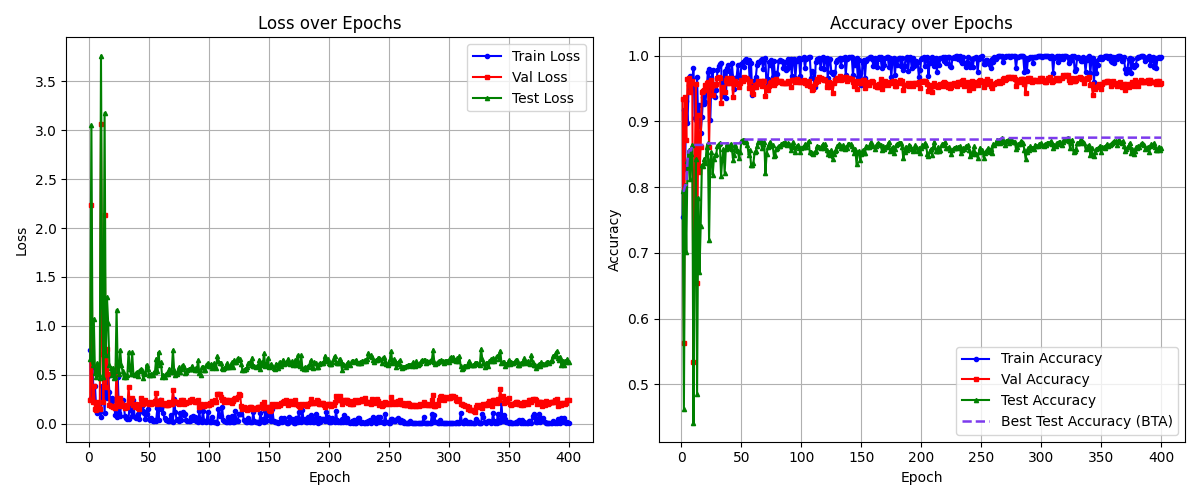 Loss over Epochs
Train Loss
Val Loss
Test Loss
3.5
3.0
2.5
2.0
1.5
1.0
0.5
0.0
Loss
0 50 100 150 200 250 300 350 400
Epoch
Accuracy over Epochs
1.0
0.9
0.8
0.7
0.6
0.5
Accuracy
Train Accuracy
Val Accuracy
Test Accuracy
Best Test Accuracy (BTA)
0 50 100 150 200 250 300 350 400
Epoch